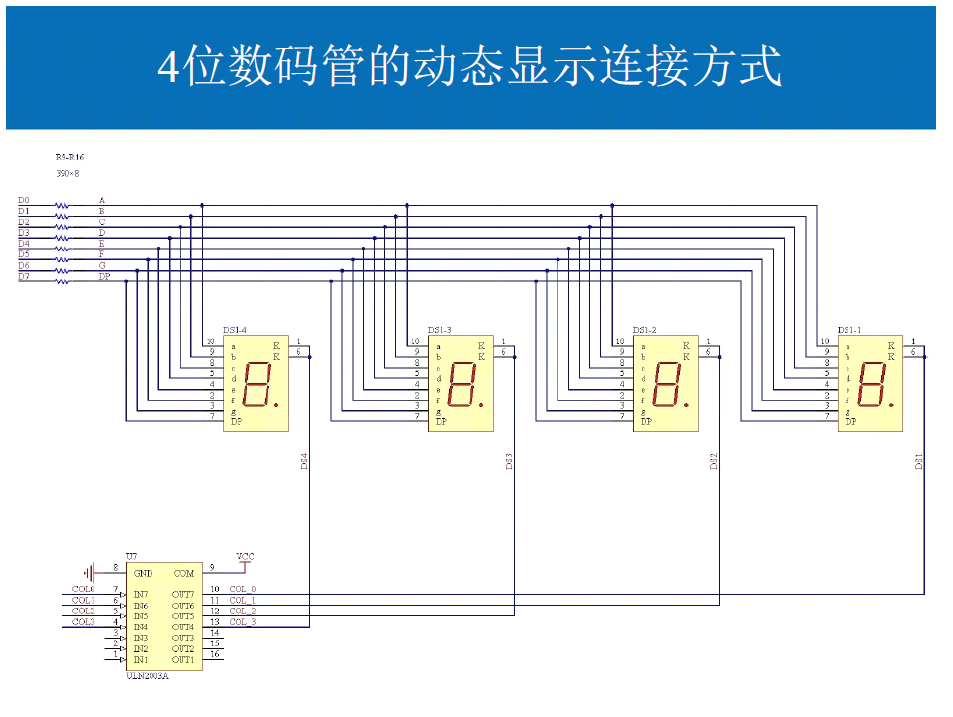 4位数码管的动态显示连接方式
R9-R16
390×8
D0 A
D1 B
D2 C
D3 D
D4 E
D5 F
D6 G
D7 DP
DS1-4 DS1-3 DS1-2 DS1-1
10 a K 1 10 a K 1 10 a K 1 10 a K 1
9 b K 6 9 b K 6 9 b K 6 9 b K 6
8 c 8 c 8 c 8 c
5 d 5 d 5 d 5 d
4 e 4 e 4 e 4 e
2 f 2 f 2 f 2 f
3 g 3 g 3 g 3 g
7 DP 7 DP 7 DP 7 DP
DS4 DS3 DS2 DS1
U7 VCC
8 GND COM 9
COL0 7 IN7 OUT7 10 COL_0
COL1 6 IN6 OUT6 11 COL_1
COL2 5 IN5 OUT5 12 COL_2
COL3 4 IN4 OUT4 13 COL_3
3 IN3 OUT3 14
2 IN2 OUT2 15
1 IN1 OUT1 16
ULN2003A